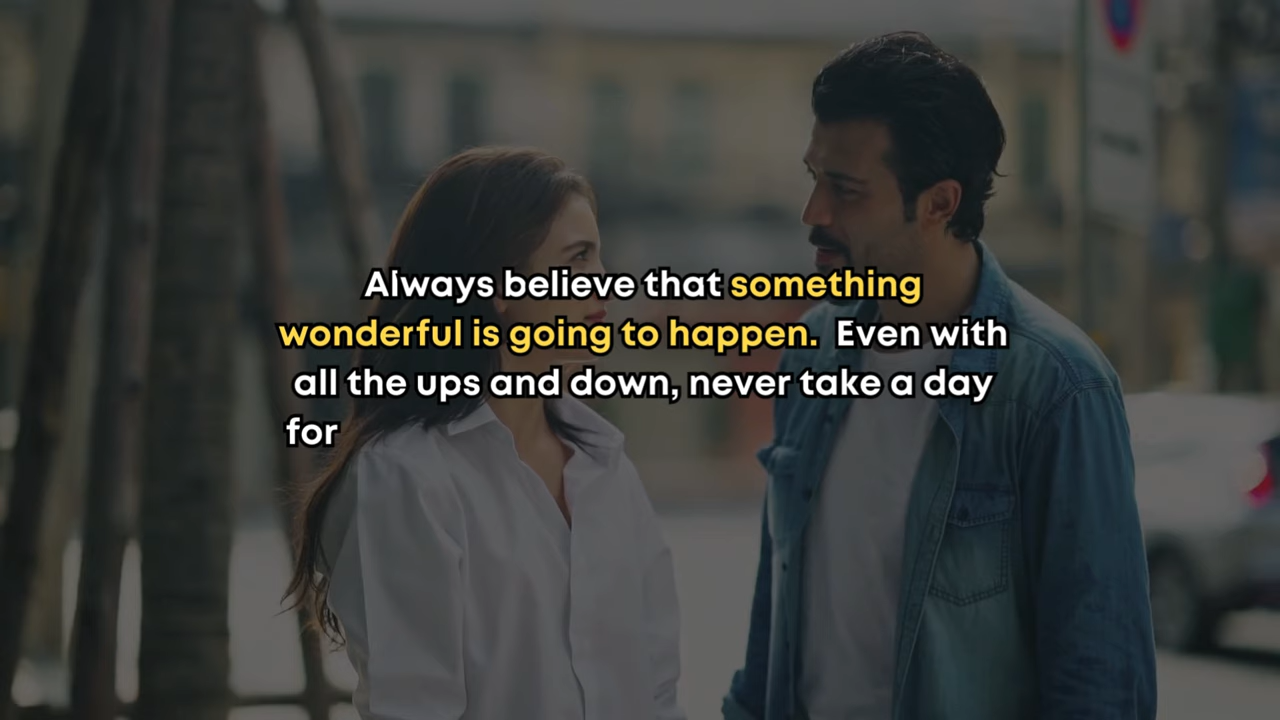 Always believe that something
wonderful is going to happen. Even with
all the ups and down, never take a day
for